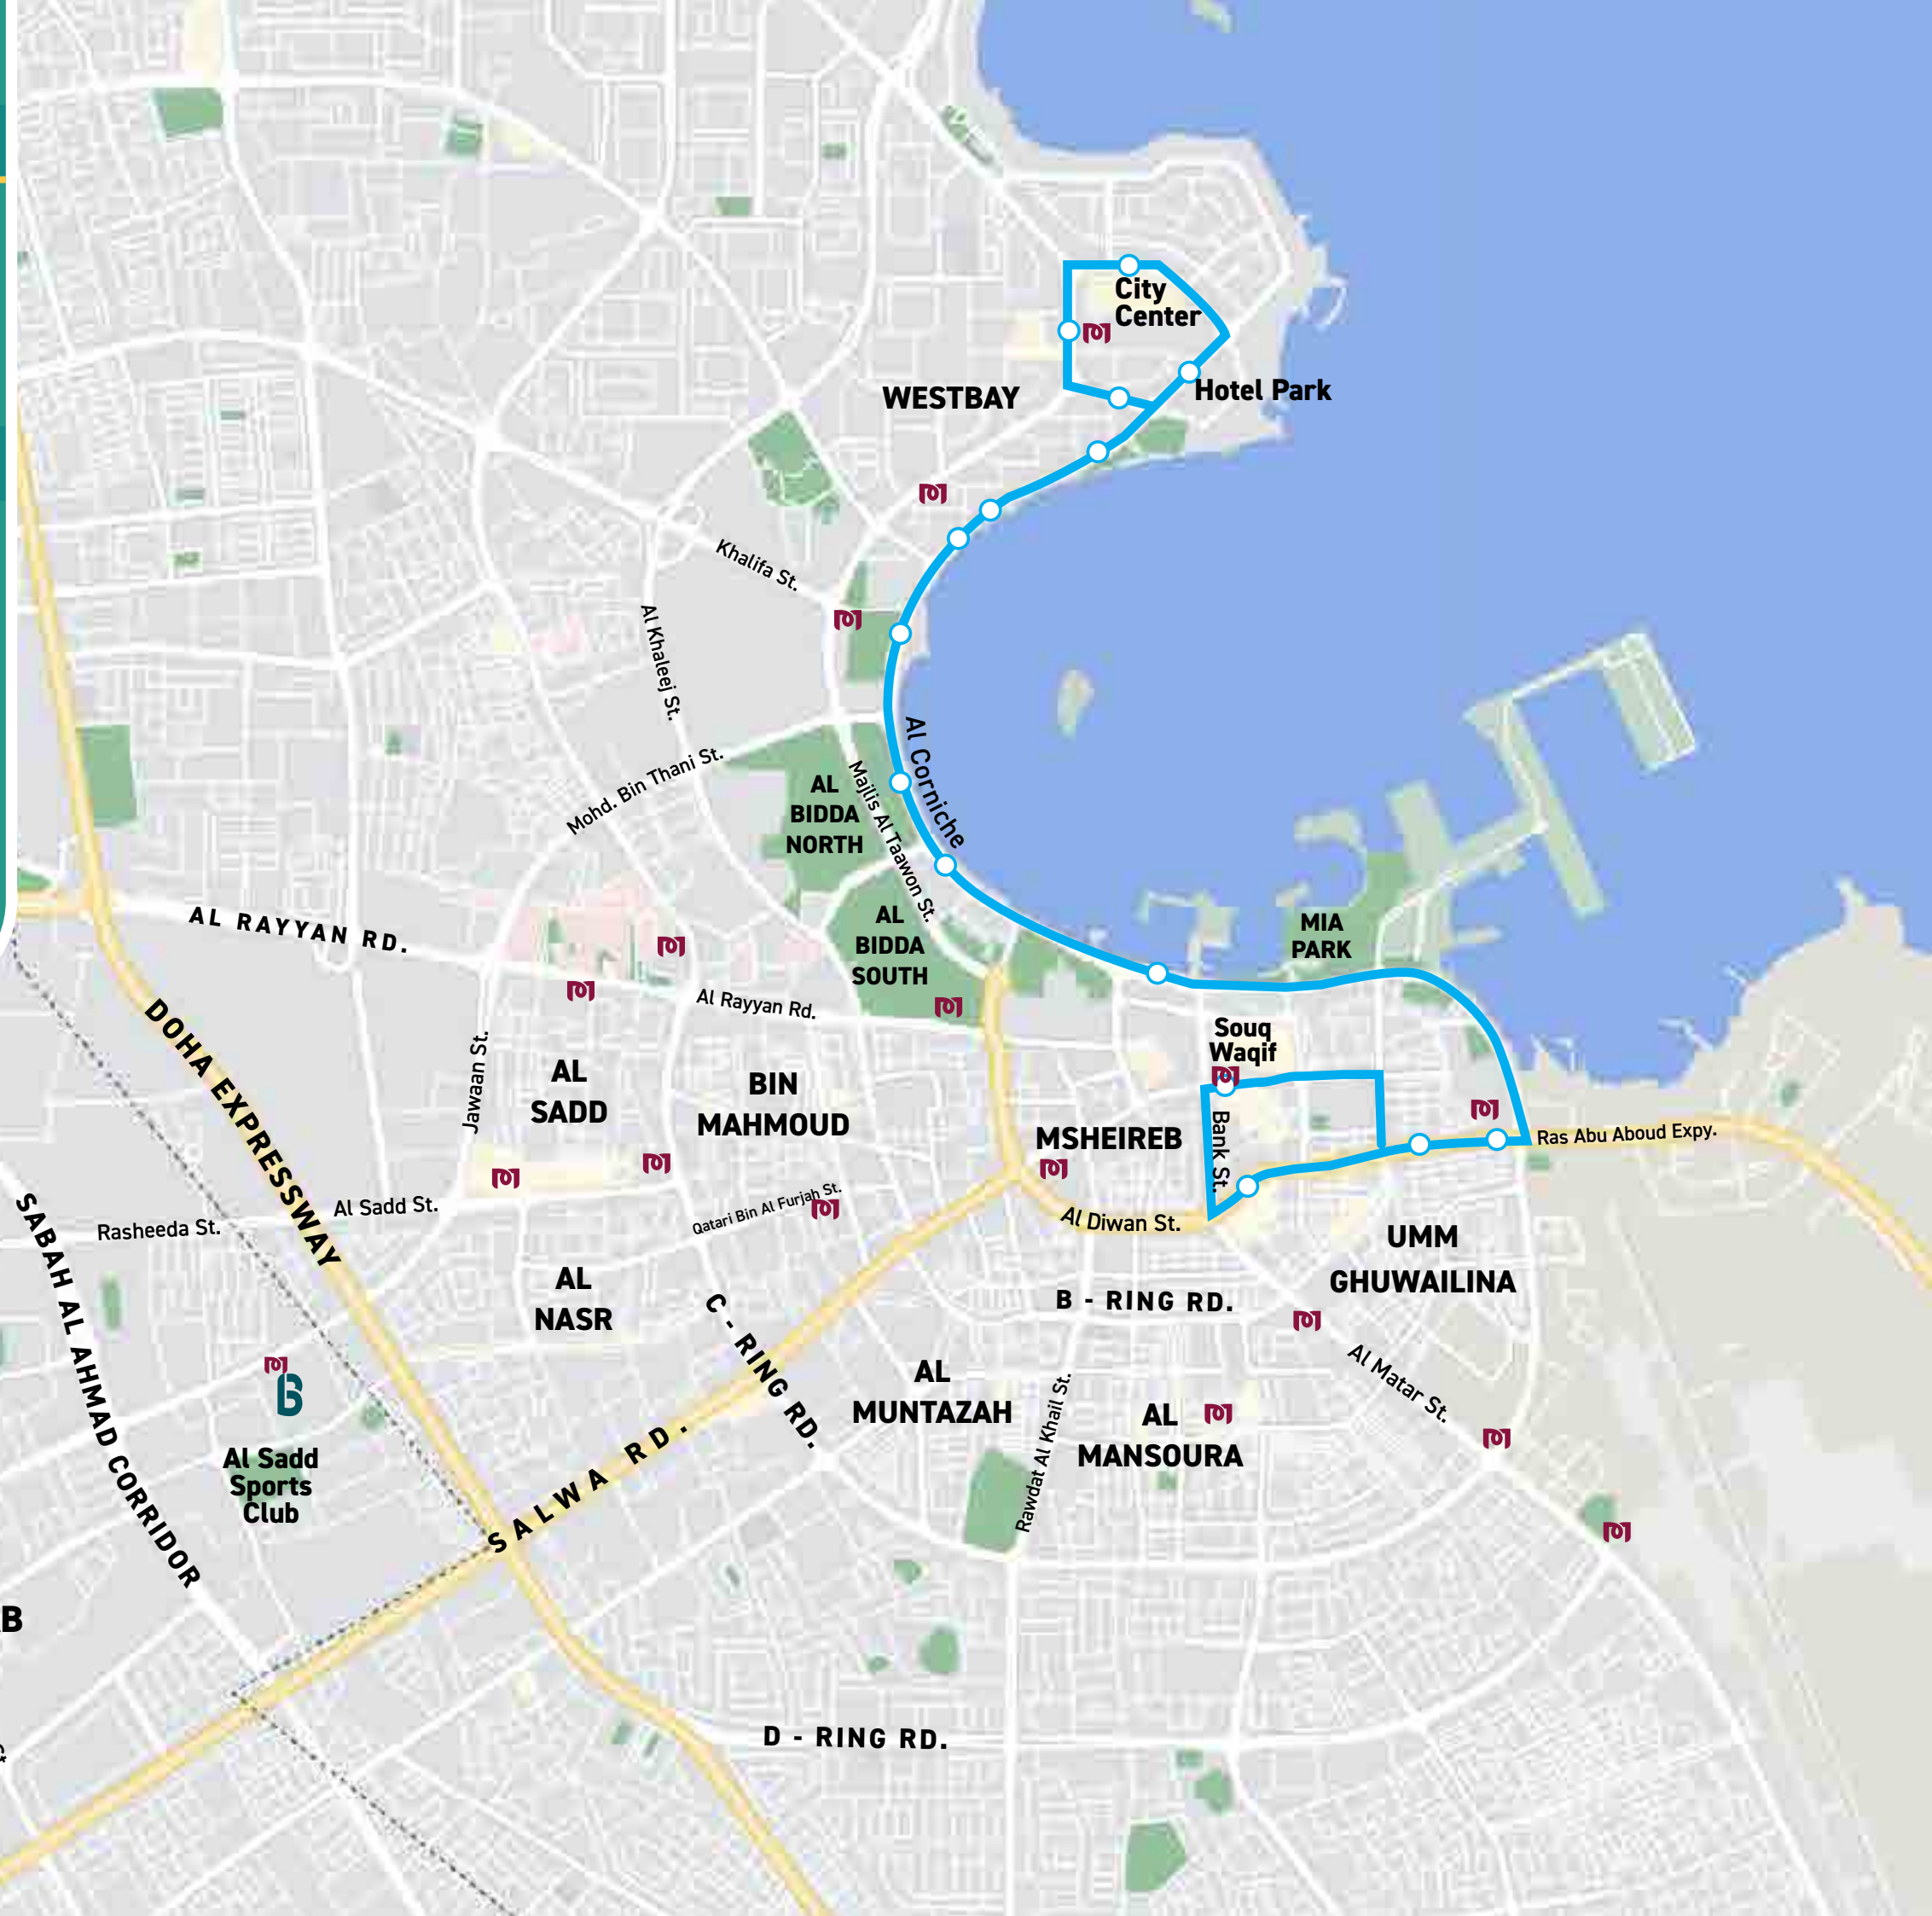 City
Center
Hotel Park
WESTBAY
Khalifa St.
Al Khaleej St.
Al Corniche
Mohd. Bin Thani St.
Majlis Al Taawon St.
AL
BIDDA
NORTH
AL RAYYAN RD.
AL
BIDDA
SOUTH
MIA
PARK
Al Rayyan Rd.
DOHA EXPRESSWAY
Jawaan St.
Souq
Waqif
AL
SADD
BIN
MAHMOUD
MSHEIREB
Bank St.
Ras Abu Aboud Expy.
Al Sadd St.
Rasheeda St.
Qatari Bin Al Furjah St.
Al Diwan St.
UMM
GHUWAILINA
SABAH AL AHMAD CORRIDOR
AL
NASR
C - RING RD.
B - RING RD.
Al Matar St.
AL
MUNTAZAH
Rawdat Al Khail St.
AL
MANSOURA
Al Sadd
Sports
Club
SALWA RD.
B
D - RING RD.